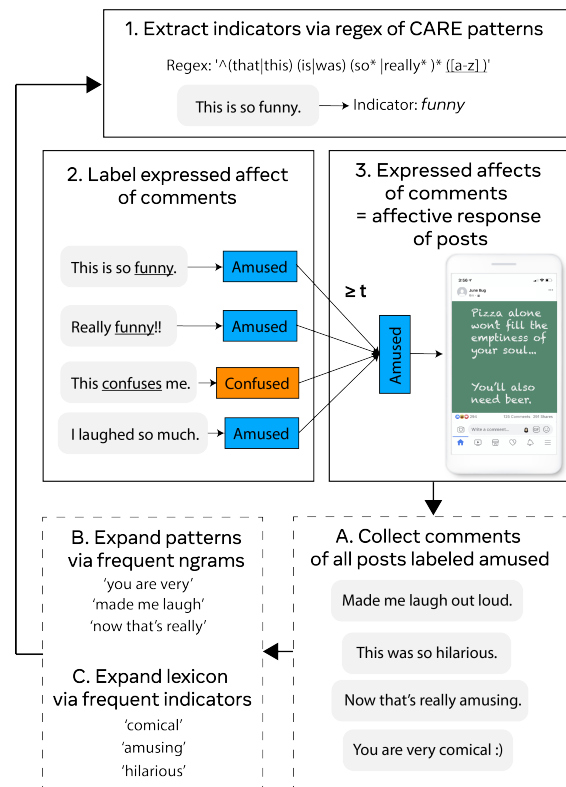 1. Extract indicators via regex of CARE patterns
Regex: '^(that|this) (is|was) (so* |really* )* ([a-z] )'
This is so funny.
Indicator: funny
2. Label expressed affect
of comments
This is so funny.
Amused
Really funny!!
Amused
This confuses me.
Confused
I laughed so much.
Amused
≥ t
3. Expressed affects
of comments
= affective response
of posts
Amused
June Bug
Pizza alone
won't fill the
emptiness of
your soul...
You'll also
need beer.
Write a comment...
A. Collect comments
of all posts labeled amused
Made me laugh out loud.
This was so hilarious.
Now that's really amusing.
You are very comical :)
B. Expand patterns
via frequent ngrams
'you are very'
'made me laugh'
'now that's really'
C. Expand lexicon
via frequent indicators
'comical'
'amusing'
'hilarious'